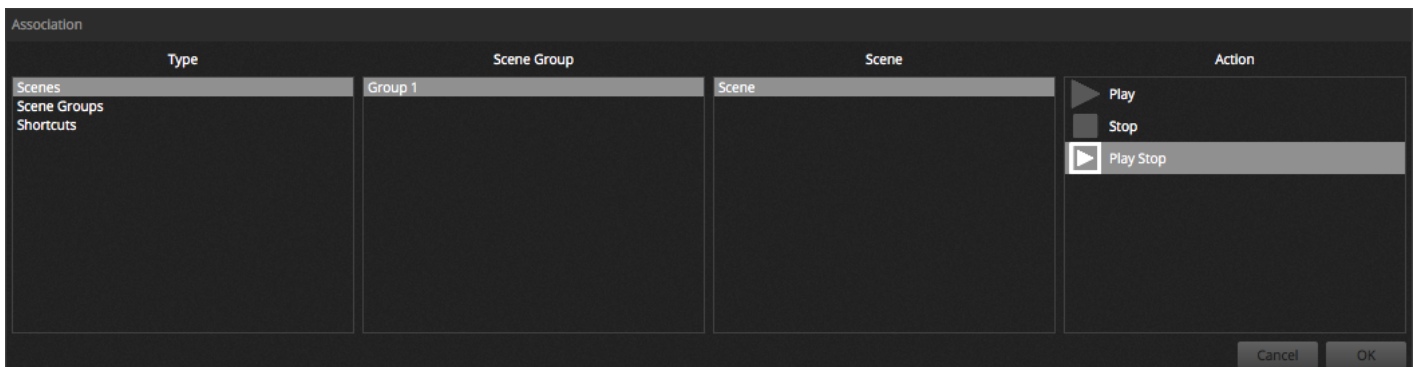 Association
Type Scene Group Scene Action
Scenes Group 1 Scene
Scene Groups
Shortcuts
Play
Stop
Play Stop
Cancel OK